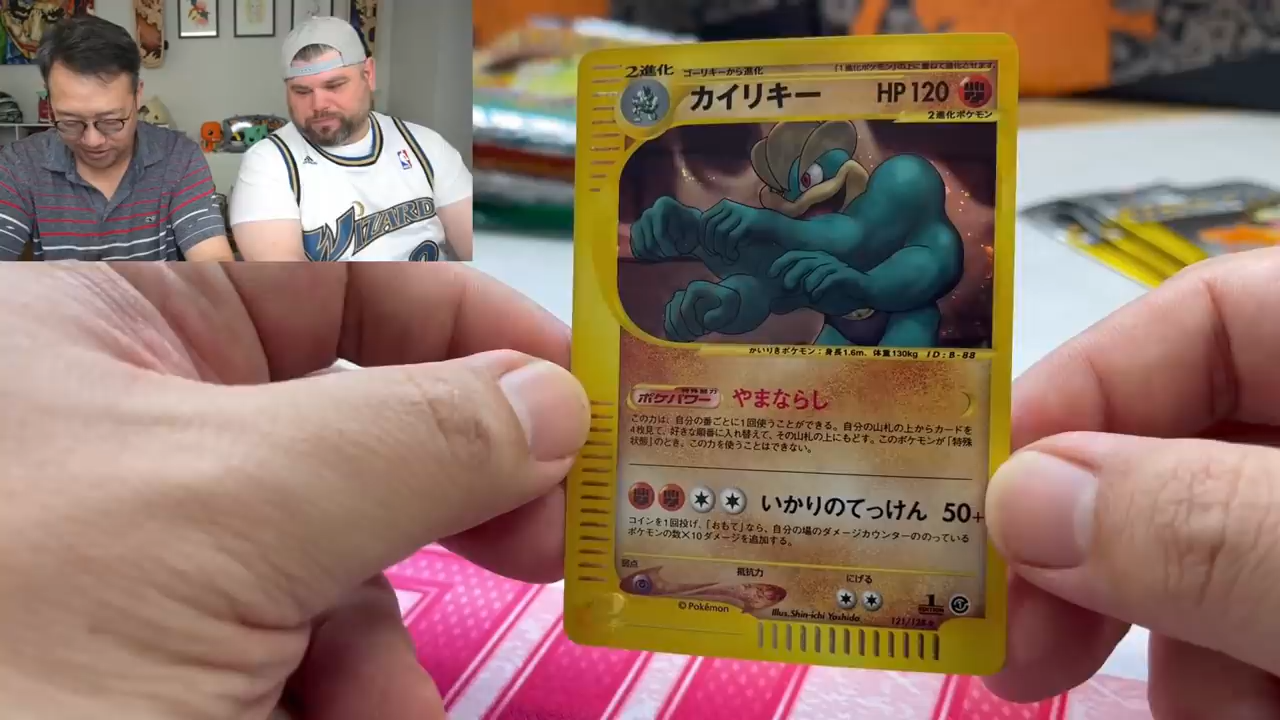 WIZARDS
2進化 ゴーリキーから進化 「1進化ポケモン」の上に重ねて進化させます
カイリキー HP 120
2進化ポケモン
かいりきポケモン：身長1.6m、体重130kg ID：B-88
ポケパワー 特殊能力 やまならし
この力は、自分の番ごとに1回使うことができる。自分の山札の上からカードを
4枚見て、好きな順番に入れ替えて、その山札の上にもどす。このポケモンが「特殊
状態」のとき、この力を使うことはできない。
いかりのてっけん 50+
コインを1回投げ、「おもて」なら、自分の場のダメージカウンターののっている
ポケモンの数×10ダメージを追加する。
弱点 抵抗力 にげる
©Pokémon Illus. Shin-ichi Yoshida 1 EDITION
121/128 ★